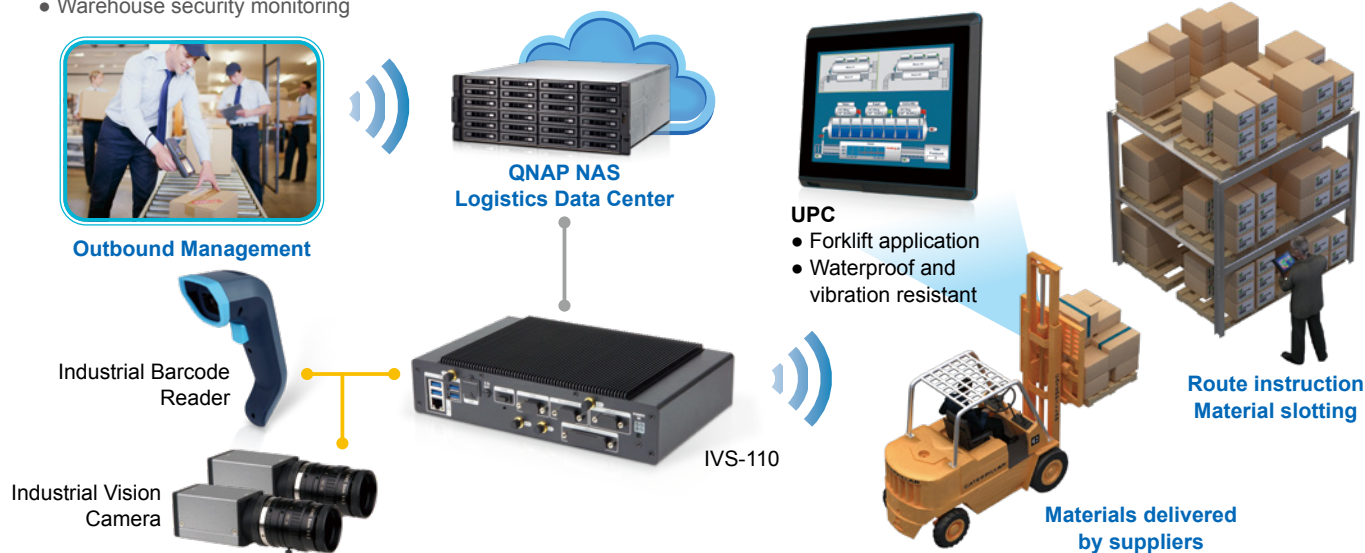 ● Warehouse security monitoring
QNAP NAS
Logistics Data Center
Outbound Management
UPC
● Forklift application
● Waterproof and
vibration resistant
Industrial Barcode
Reader
IVS-110
Industrial Vision
Camera
Route instruction
Material slotting
Materials delivered
by suppliers
CATERPILLAR